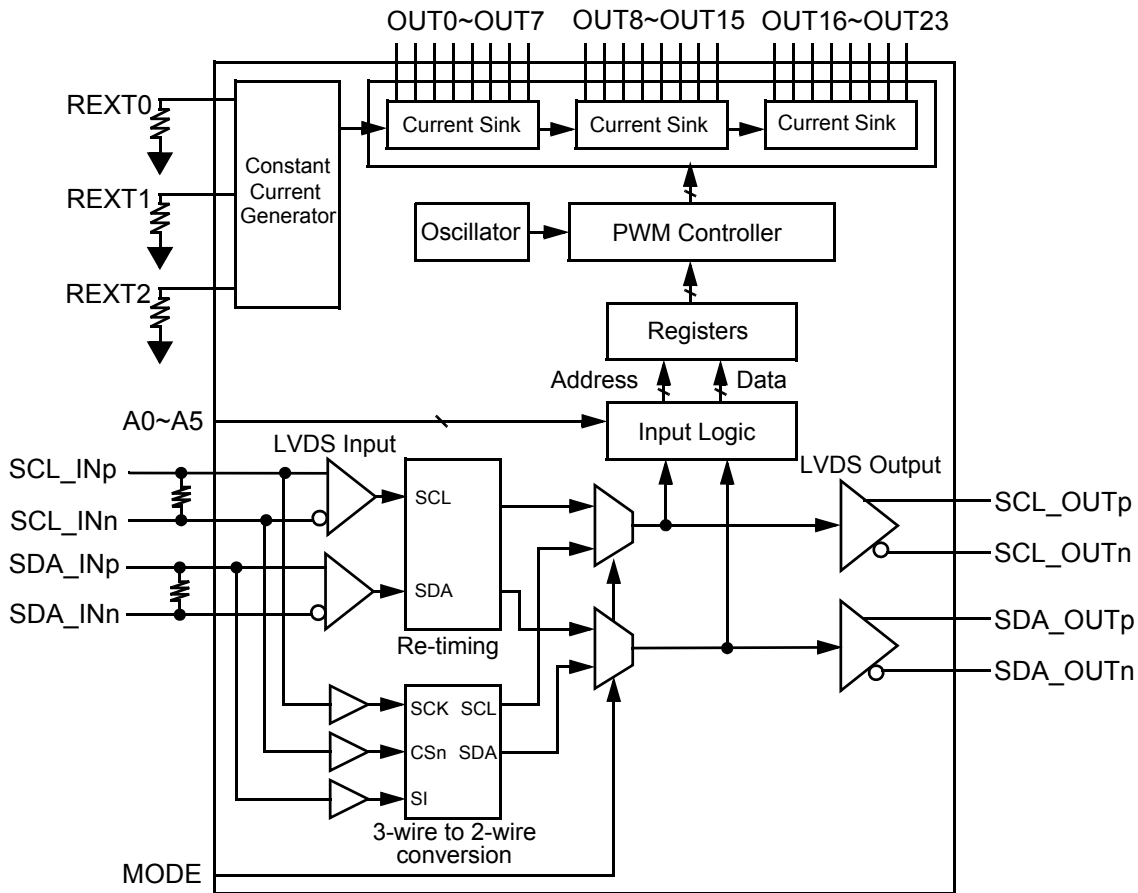 OUT0~OUT7
OUT8~OUT15
OUT16~OUT23
REXT0
REXT1
REXT2
Constant
Current
Generator
Current Sink
Current Sink
Current Sink
Oscillator
PWM Controller
Registers
Address
Data
A0~A5
Input Logic
LVDS Input
LVDS Output
SCL_INp
SCL_INn
SDA_INp
SDA_INn
SCL
SDA
Re-timing
SCL_OUTp
SCL_OUTn
SDA_OUTp
SDA_OUTn
SCK SCL
CSn SDA
SI
3-wire to 2-wire
conversion
MODE